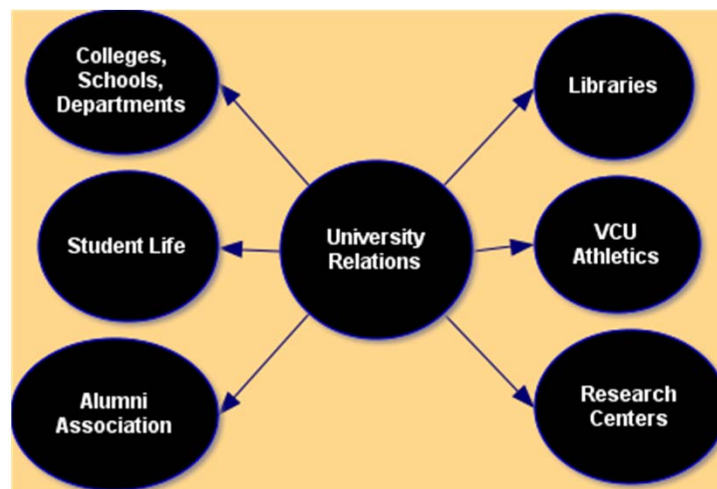 Colleges,
Schools,
Departments
Libraries
Student Life
University
Relations
VCU
Athletics
Alumni
Association
Research
Centers